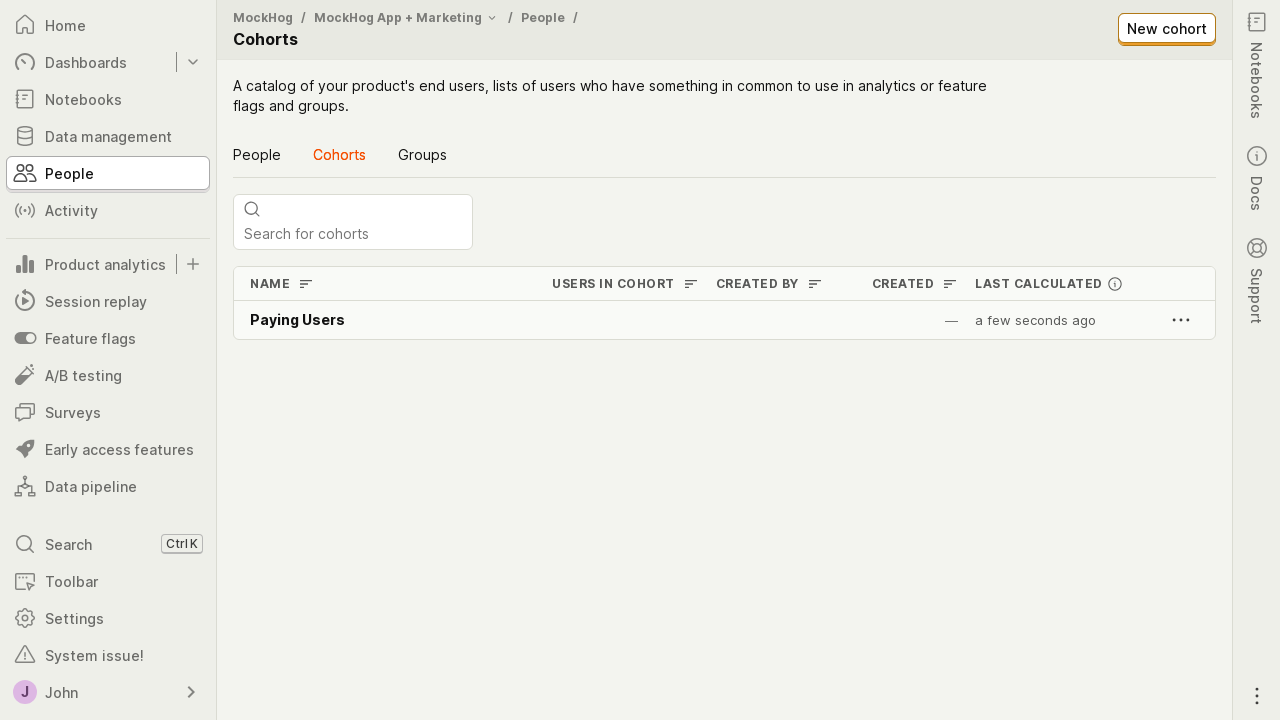 Home
Dashboards
Notebooks
Data management
People
Activity
Product analytics
Session replay
Feature flags
A/B testing
Surveys
Early access features
Data pipeline
Search Ctrl K
Toolbar
Settings
System issue!
J John
MockHog / MockHog App + Marketing / People /
Cohorts
New cohort
A catalog of your product's end users, lists of users who have something in common to use in analytics or feature
flags and groups.
People Cohorts Groups
Search for cohorts
NAME USERS IN COHORT CREATED BY CREATED LAST CALCULATED
Paying Users — a few seconds ago
Notebooks
Docs
Support